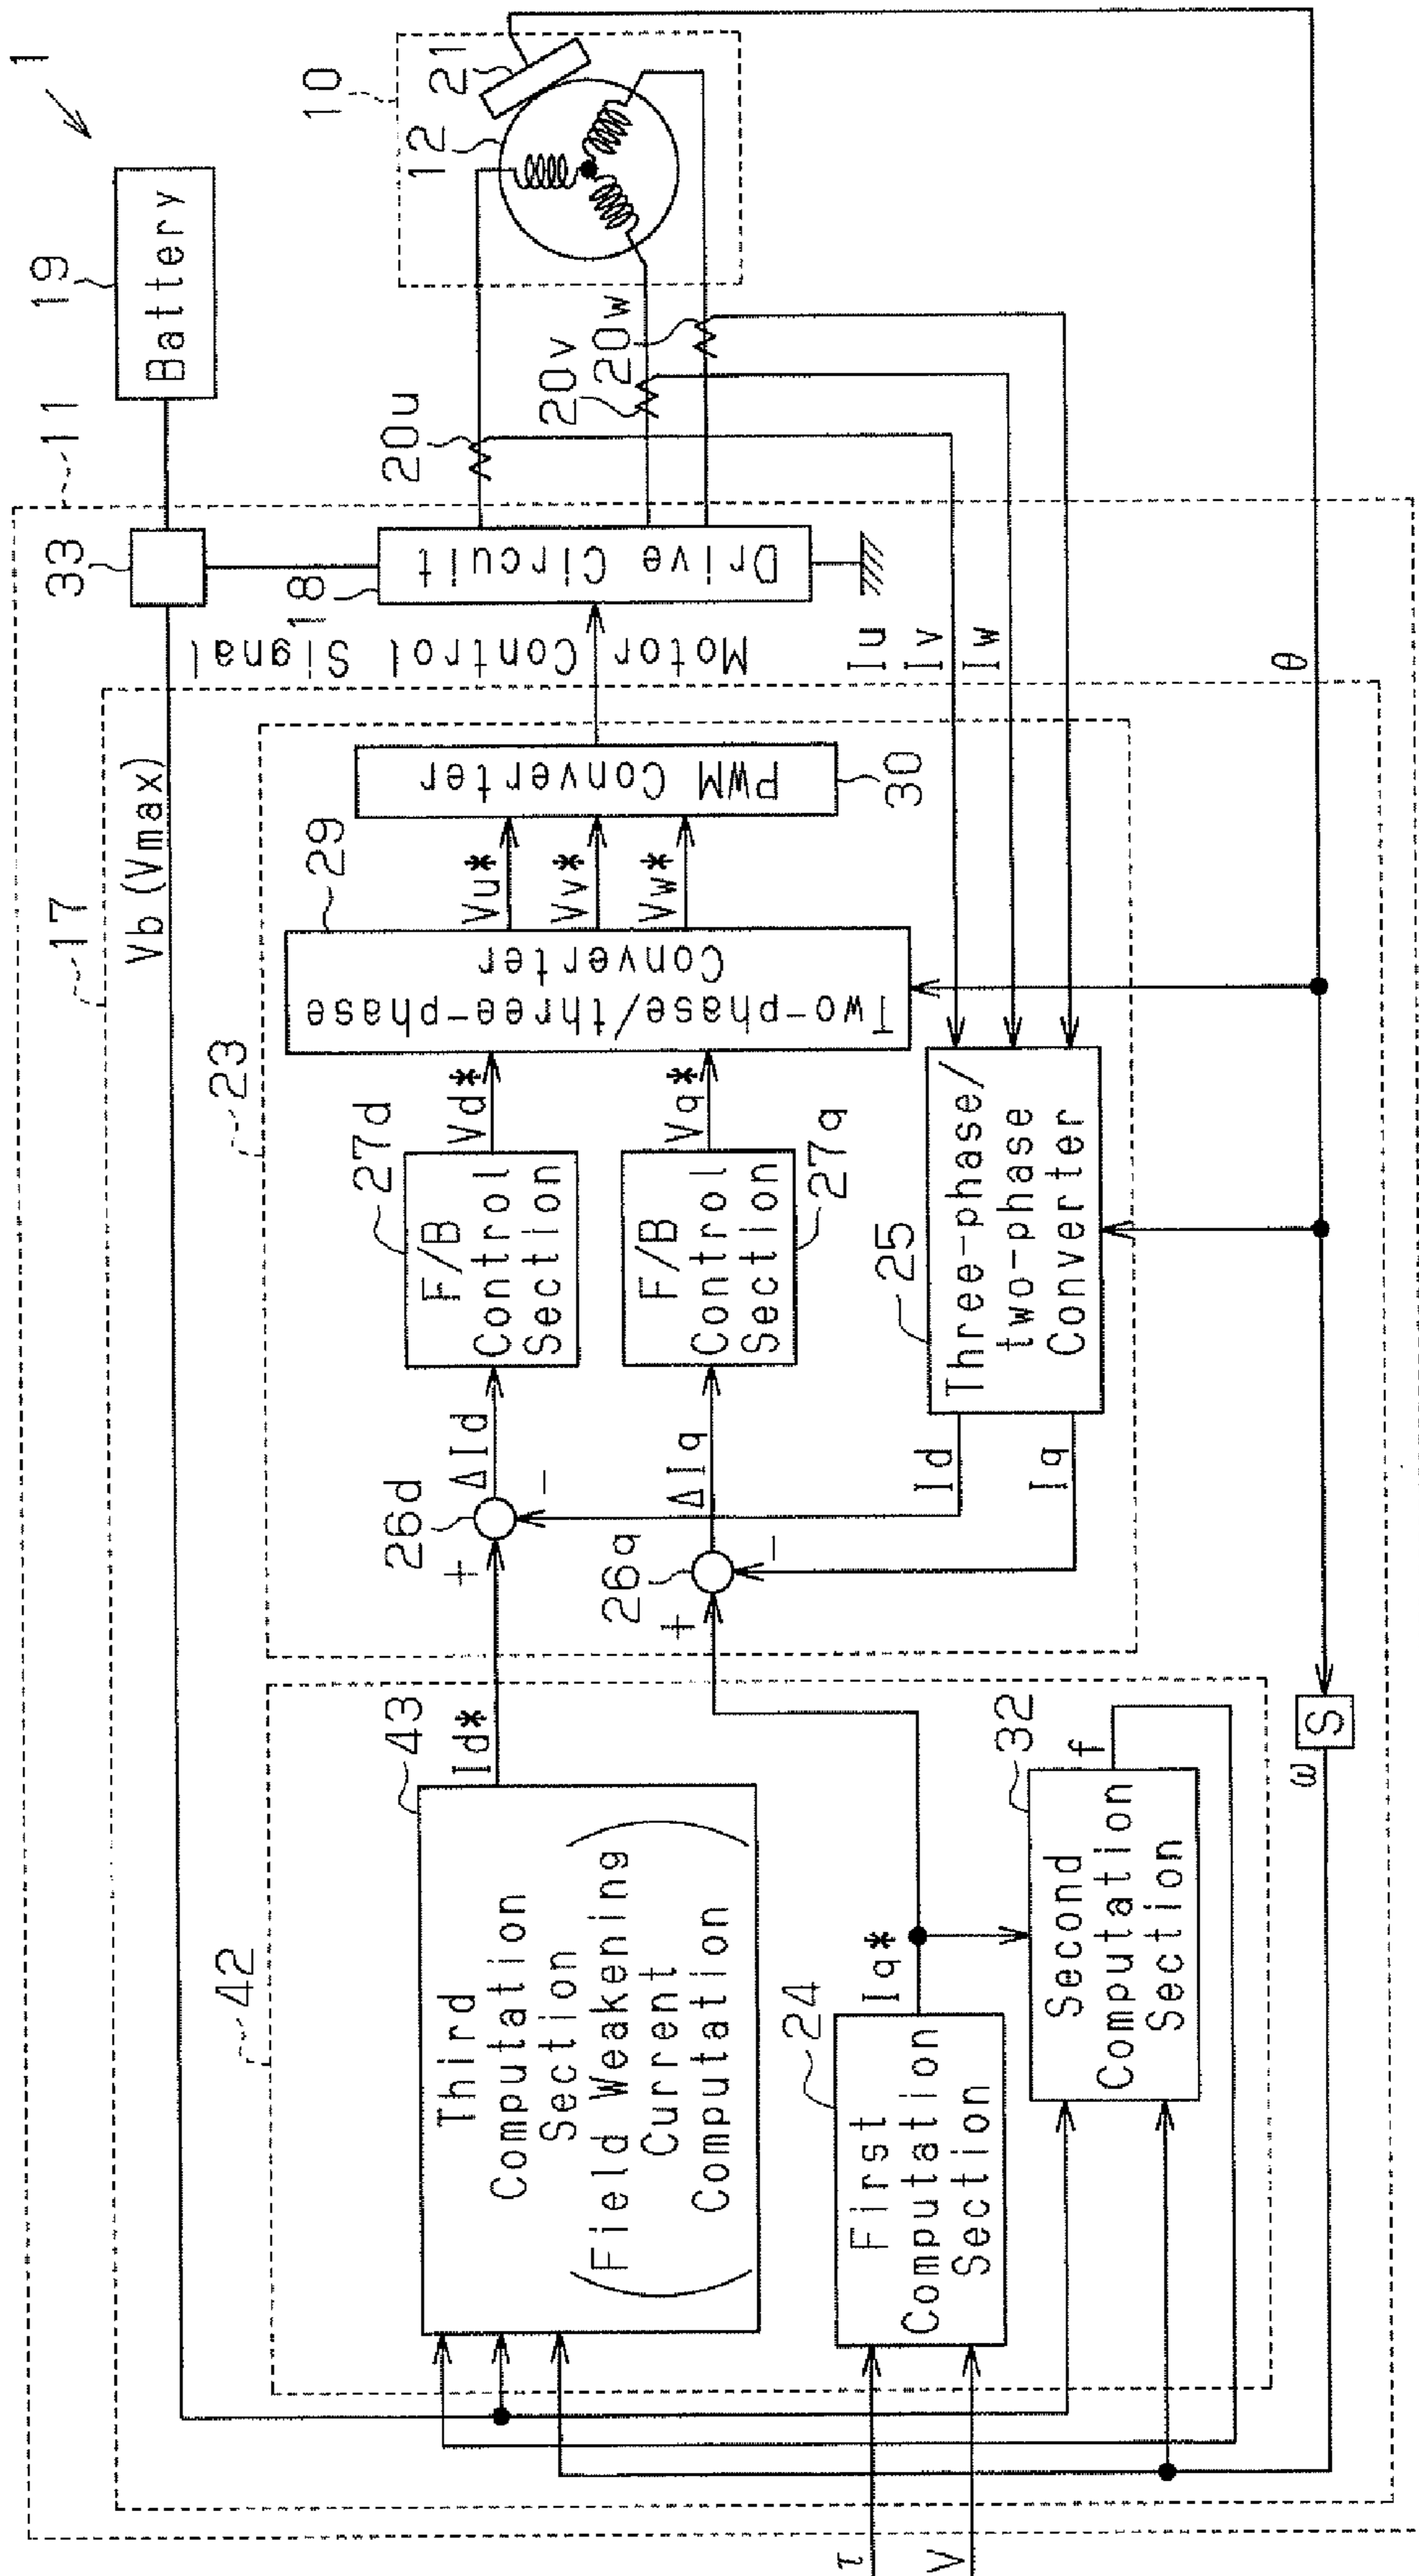 1
10
21
12
19
Battery
11
33
18
Drive Circuit
20u
20v
20w
Motor Control Signal
Iu
Iv
Iw
θ
17
Vb (Vmax)
23
PWM Converter
30
29
Vu*
Vv*
Vw*
Two-phase/three-phase
Converter
27d
Vd*
F/B
Control
Section
Vq*
27q
F/B
Control
Section
25
Three-phase/
two-phase
Converter
26d
ΔId
+
-
26q
ΔIq
+
-
Id
Iq
42
43
Id*
Third
Computation
Section
(Field Weakening
Current
Computation)
24
Iq*
First
Computation
Section
32
f
Second
Computation
Section
S
ω
τ
V